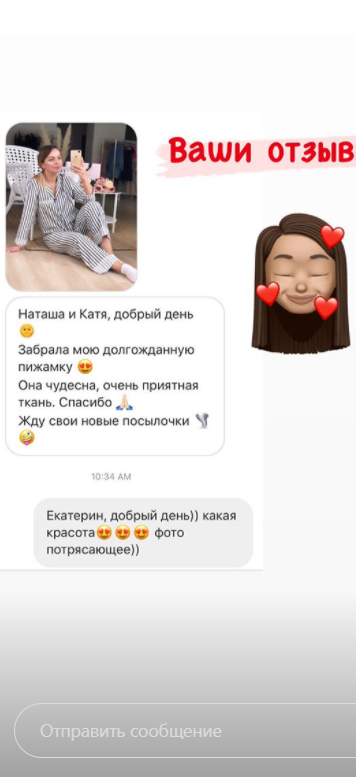 Ваши отзыв
Наташа и Катя, добрый день
😶
Забрала мою долгожданную
пижамку 😍
Она чудесна, очень приятная
ткань. Спасибо 🙏🏻
Жду свои новые посылочки
🤪
10:34 AM
Екатерин, добрый день)) какая
красота😍😍😍 фото
потрясающее))
Отправить сообщение